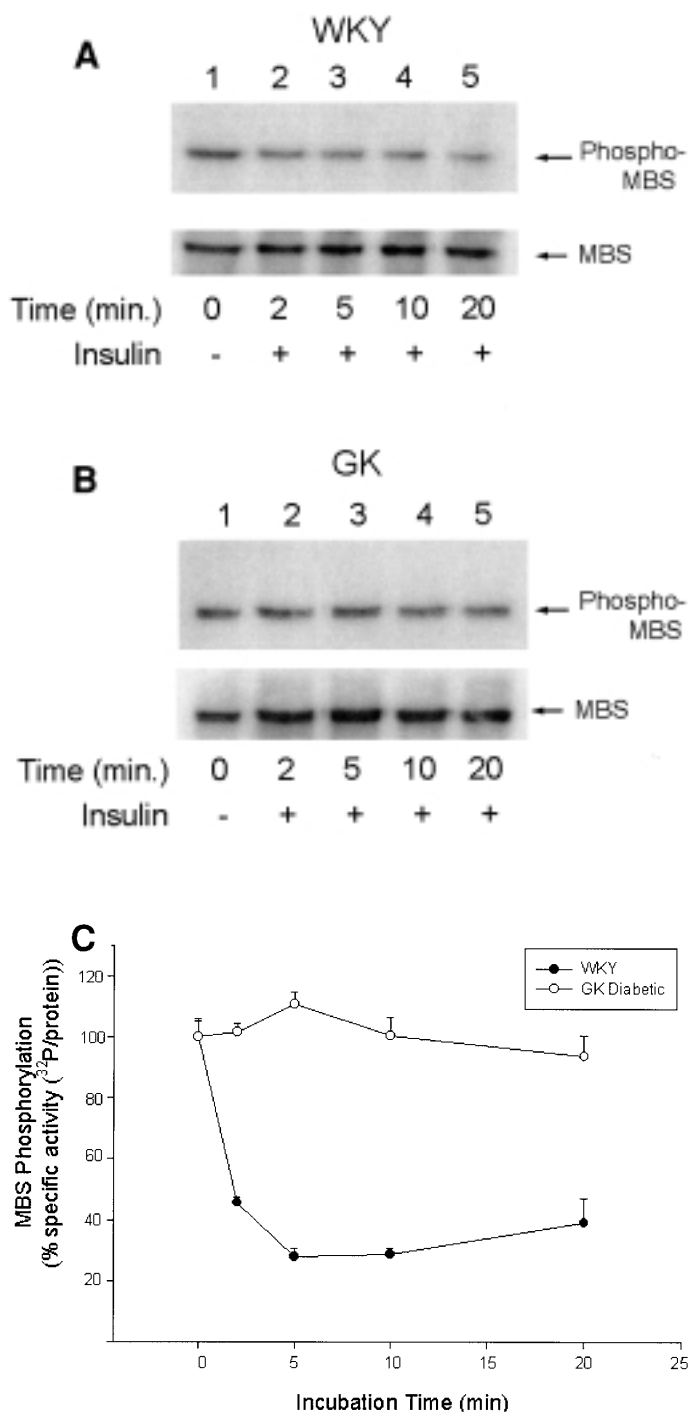 A
WKY
1 2 3 4 5
Phospho-
MBS
MBS
Time (min.) 0 2 5 10 20
Insulin - + + + +
B
GK
1 2 3 4 5
Phospho-
MBS
MBS
Time (min.) 0 2 5 10 20
Insulin - + + + +
C
WKY
GK Diabetic
MBS Phosphorylation
(% specific activity (³²P/protein))
120
100
80
60
40
20
0 5 10 15 20 25
Incubation Time (min)